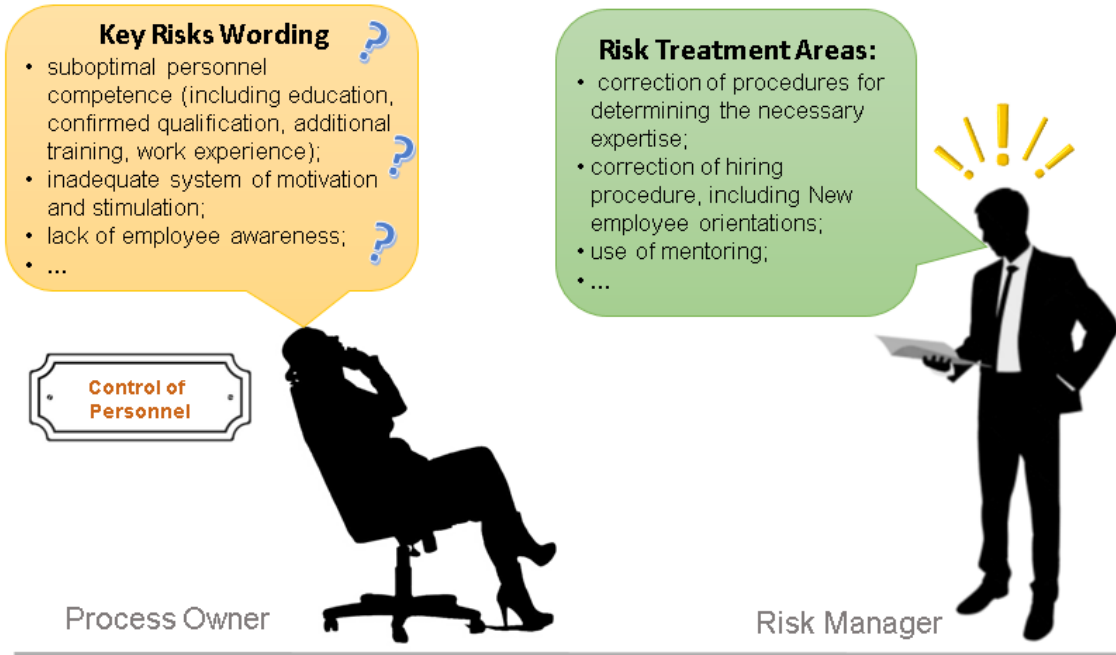 Key Risks Wording
• suboptimal personnel
competence (including education,
confirmed qualification, additional
training, work experience);
• inadequate system of motivation
and stimulation;
• lack of employee awareness;
• ...
? ? ?
Risk Treatment Areas:
• correction of procedures for
determining the necessary
expertise;
• correction of hiring
procedure, including New
employee orientations;
• use of mentoring;
• ...
! ! ! ! !
Control of
Personnel
Process Owner
Risk Manager